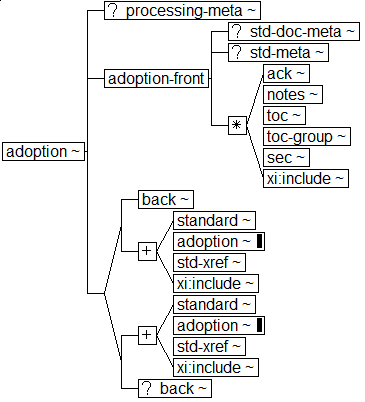 ? processing-meta ~
? std-doc-meta ~
? std-meta ~
adoption-front
ack ~
notes ~
* toc ~
toc-group ~
adoption ~
sec ~
xi:include ~
back ~
standard ~
adoption ~
+ std-xref ~
xi:include ~
standard ~
adoption ~
+ std-xref ~
xi:include ~
? back ~